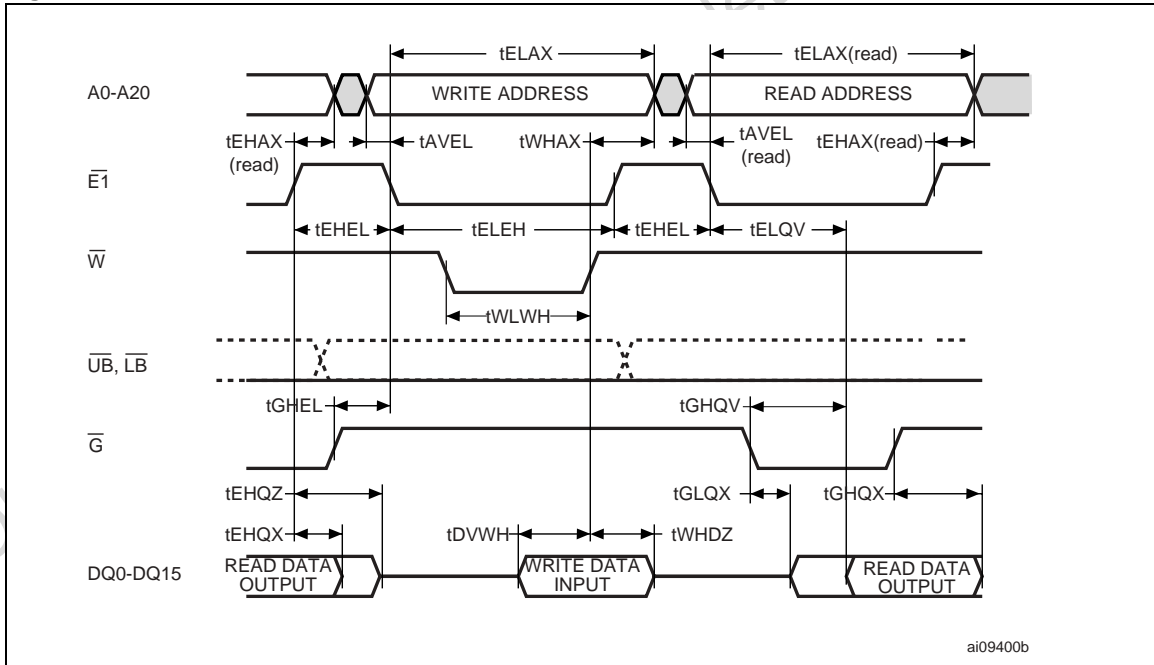 tELAX
tELAX(read)
A0-A20
WRITE ADDRESS
READ ADDRESS
tEHAX
(read)
tAVEL
tWHAX
tAVEL
(read)
tEHAX(read)
E1
tEHEL
tELEH
tEHEL
tELQV
W
tWLWH
UB, LB
tGHEL
tGHQV
G
tEHQZ
tGLQX
tGHQX
tEHQX
tDVWH
tWHDZ
DQ0-DQ15
READ DATA
OUTPUT
WRITE DATA
INPUT
READ DATA
OUTPUT
ai09400b